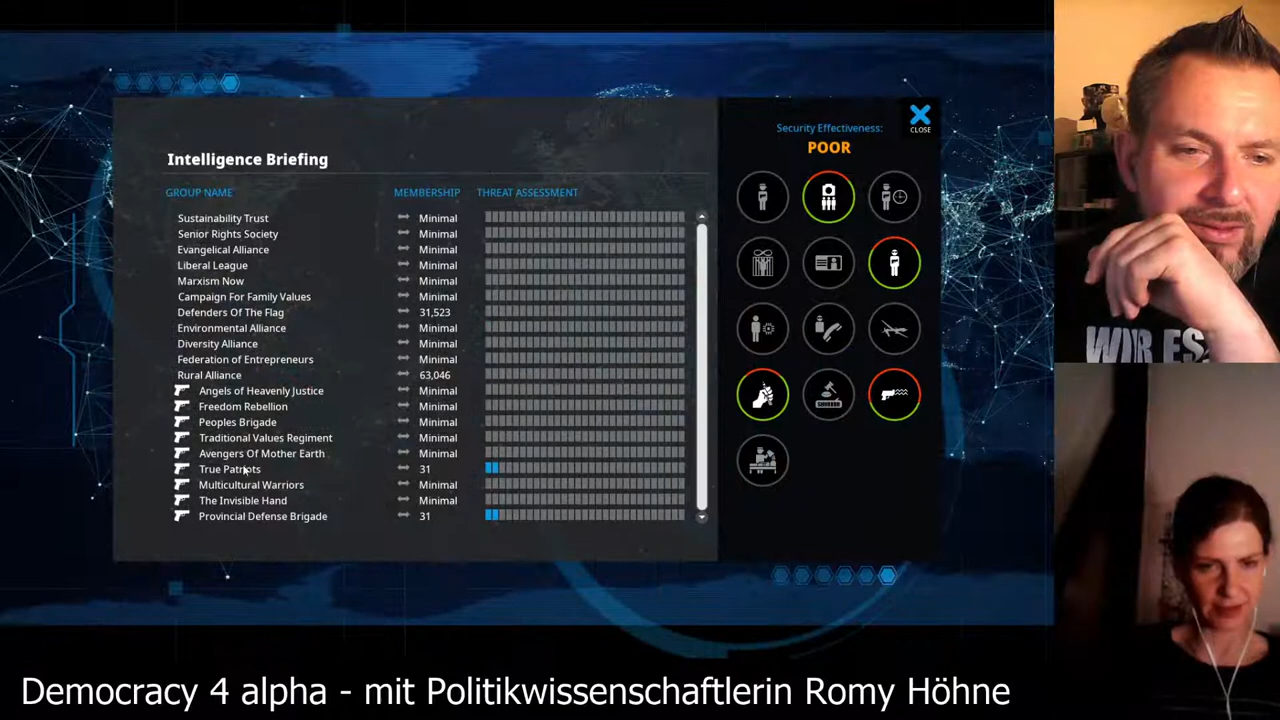 Security Effectiveness:
POOR
CLOSE
Intelligence Briefing
GROUP NAME MEMBERSHIP THREAT ASSESSMENT
Sustainability Trust Minimal
Senior Rights Society Minimal
Evangelical Alliance Minimal
Liberal League Minimal
Marxism Now Minimal
Campaign For Family Values Minimal
Defenders Of The Flag 31,523
Environmental Alliance Minimal
Diversity Alliance Minimal
Federation of Entrepreneurs Minimal
Rural Alliance 63,046
Angels of Heavenly Justice Minimal
Freedom Rebellion Minimal
Peoples Brigade Minimal
Traditional Values Regiment Minimal
Avengers Of Mother Earth Minimal
True Patriots 31
Multicultural Warriors Minimal
The Invisible Hand Minimal
Provincial Defense Brigade 31
WIR ES
Democracy 4 alpha - mit Politikwissenschaftlerin Romy Höhne